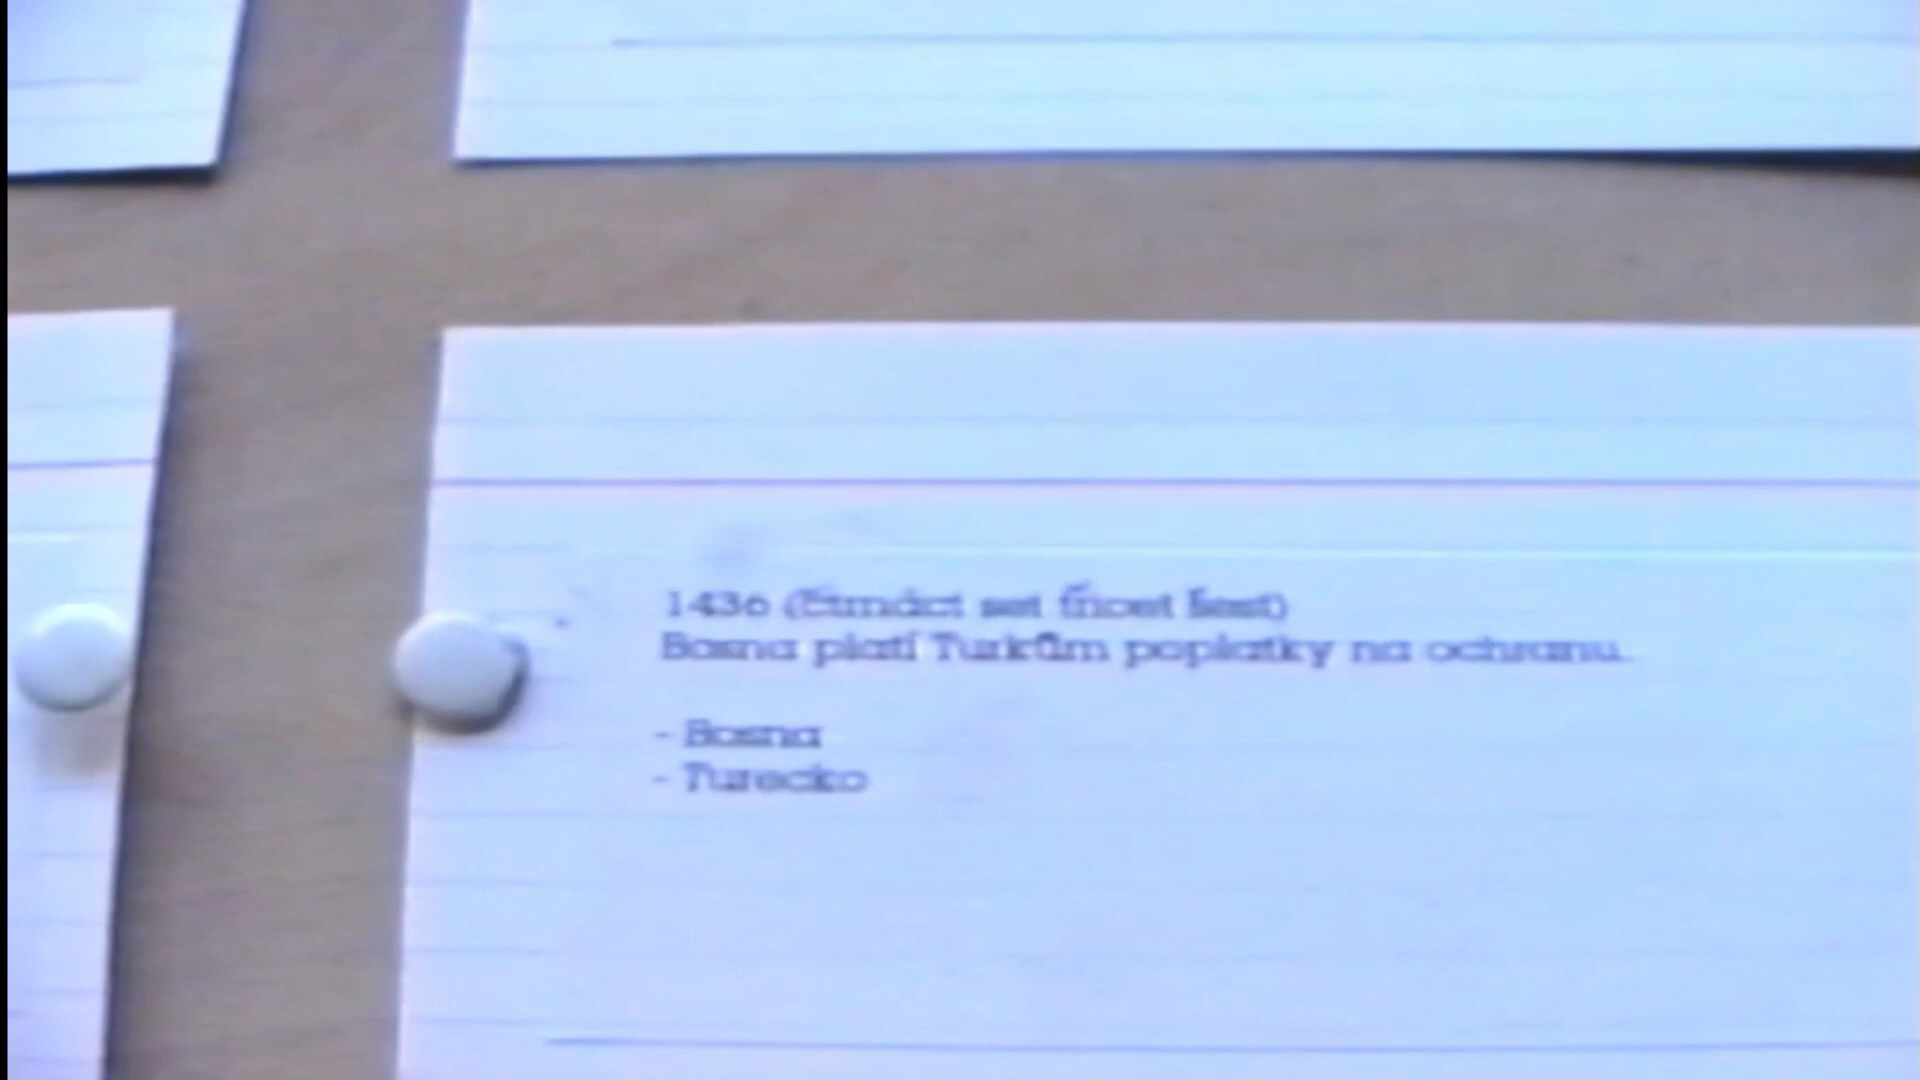 1436 (čtrnáct set třicet šest)
Bosna platí Turkům poplatky na ochranu.
- Bosna
- Turecko